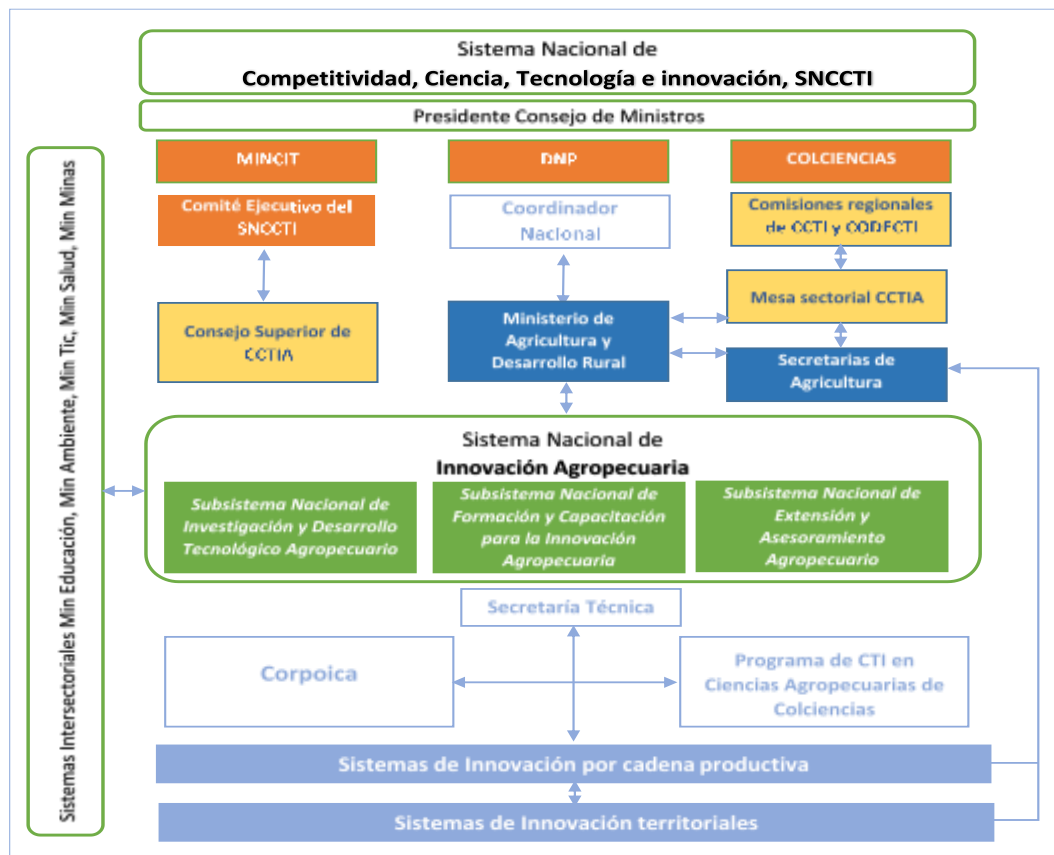 Sistema Nacional de
Competitividad, Ciencia, Tecnología e innovación, SNCCTI
Presidente Consejo de Ministros
Sistemas Intersectoriales Min Educación, Min Ambiente, Min Tic, Min Salud, Min Minas
MINCIT
DNP
COLCIENCIAS
Comité Ejecutivo del
SNCCTI
Coordinador
Nacional
Comisiones regionales
de CCTI y CODECTI
Consejo Superior de
CCTIA
Ministerio de
Agricultura y
Desarrollo Rural
Mesa sectorial CCTIA
Secretarias de
Agricultura
Sistema Nacional de
Innovación Agropecuaria
Subsistema Nacional de
Investigación y Desarrollo
Tecnológico Agropecuario
Subsistema Nacional de
Formación y Capacitación
para la Innovación
Agropecuaria
Subsistema Nacional de
Extensión y
Asesoramiento
Agropecuario
Secretaría Técnica
Corpoica
Programa de CTI en
Ciencias Agropecuarias de
Colciencias
Sistemas de Innovación por cadena productiva
Sistemas de Innovación territoriales